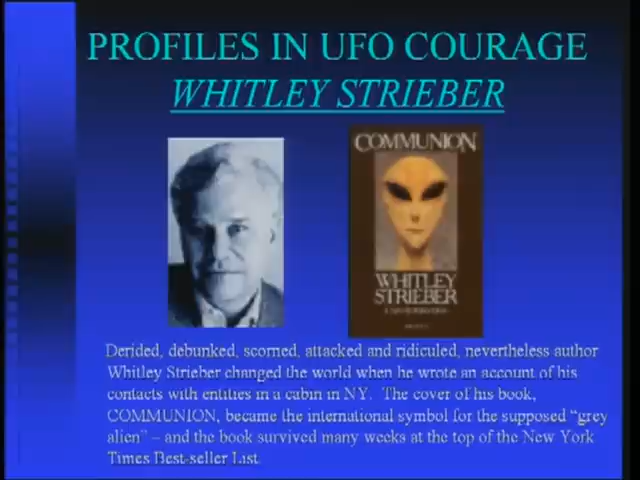 PROFILES IN UFO COURAGE
WHITLEY STRIEBER
COMMUNION
WHITLEY
STRIEBER
Derided, debunked, scorned, attacked and ridiculed, nevertheless author
Whitley Strieber changed the world when he wrote an account of his
contacts with entities in a cabin in NY. The cover of his book,
COMMUNION, became the international symbol for the supposed “grey
alien” – and the book survived many weeks at the top of the New York
Times Best-seller List.